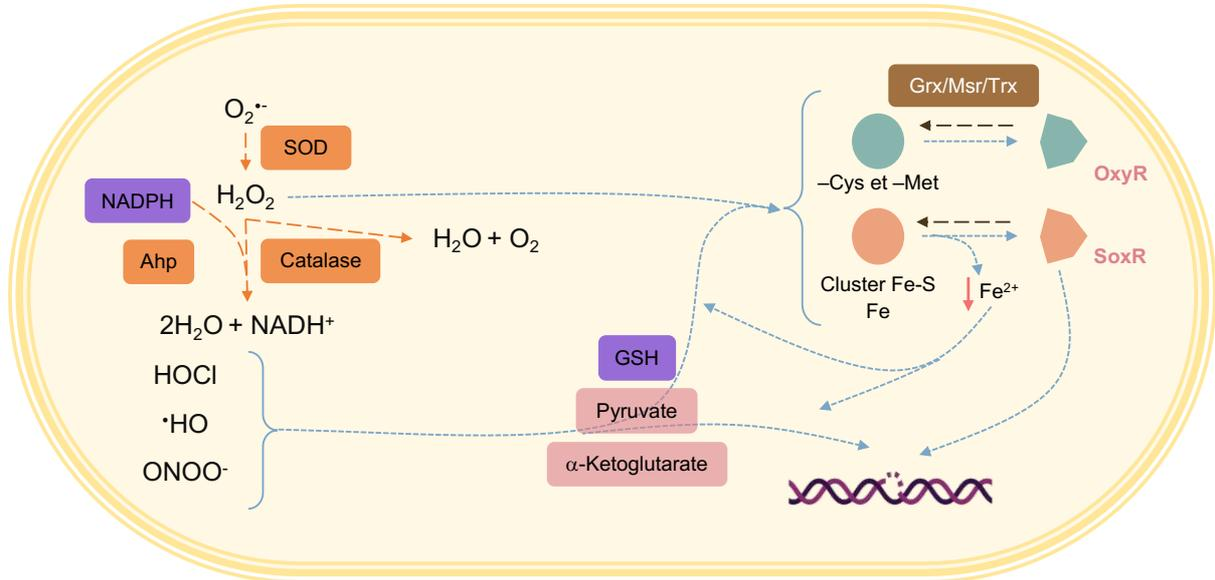 O₂•-
SOD
NADPH
H₂O₂
Ahp
Catalase
H₂O + O₂
2H₂O + NADH⁺
HOCl
•HO
ONOO⁻
GSH
Pyruvate
α-Ketoglutarate
Grx/Msr/Trx
–Cys et –Met
OxyR
Cluster Fe-S
Fe
Fe²⁺
SoxR